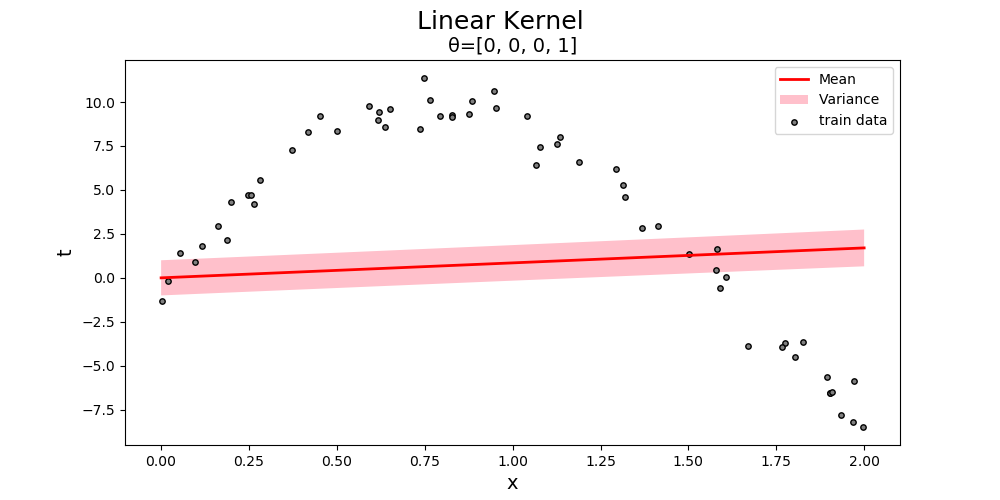 Linear Kernel
θ=[0, 0, 0, 1]
Mean
Variance
train data
10.0
7.5
5.0
2.5
0.0
−2.5
−5.0
−7.5
t
0.00 0.25 0.50 0.75 1.00 1.25 1.50 1.75 2.00
x